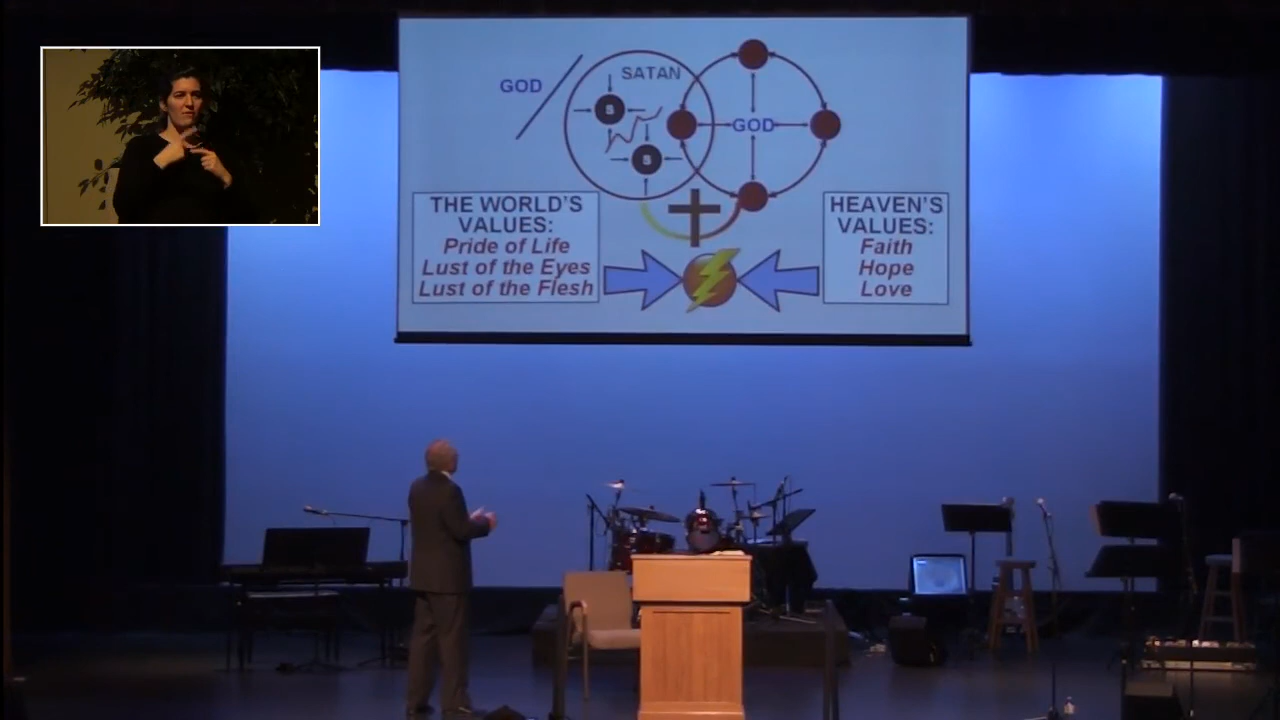 GOD
SATAN
S
S
GOD
THE WORLD'S
VALUES:
Pride of Life
Lust of the Eyes
Lust of the Flesh
HEAVEN'S
VALUES:
Faith
Hope
Love